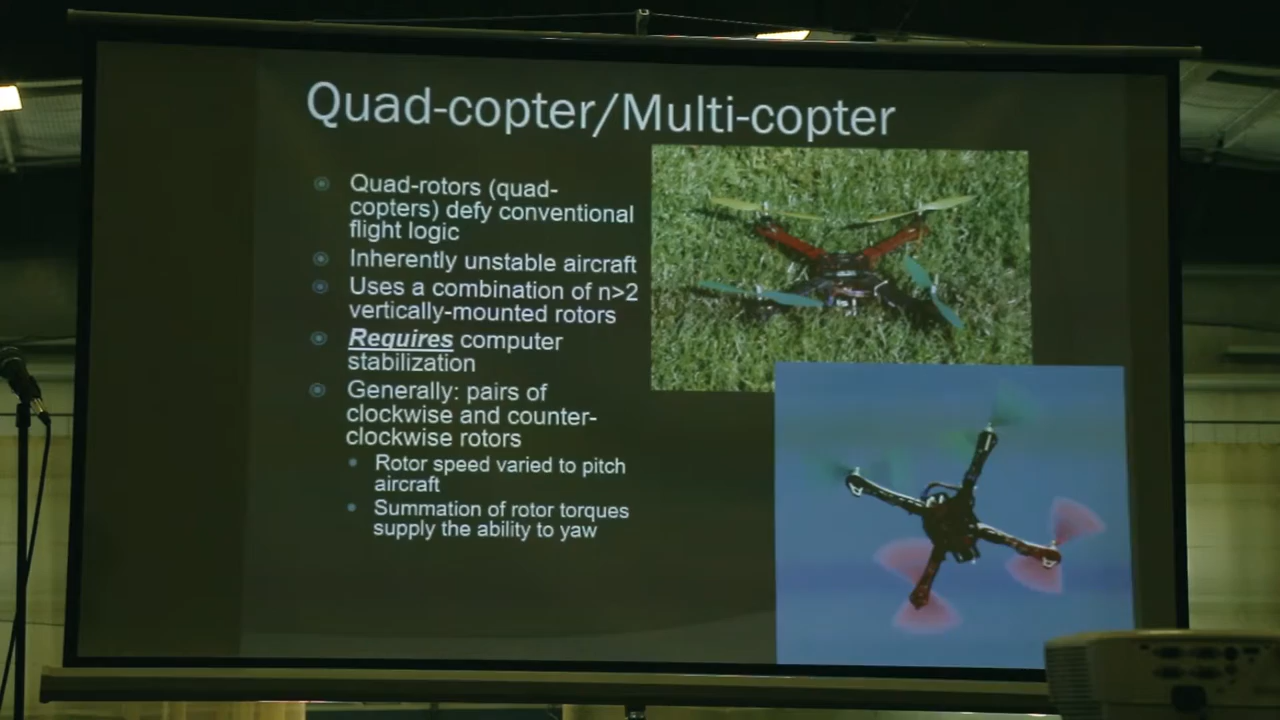 Quad-copter/Multi-copter
Quad-rotors (quad-
copters) defy conventional
flight logic
Inherently unstable aircraft
Uses a combination of n>2
vertically-mounted rotors
Requires computer
stabilization
Generally: pairs of
clockwise and counter-
clockwise rotors
Rotor speed varied to pitch
aircraft
Summation of rotor torques
supply the ability to yaw